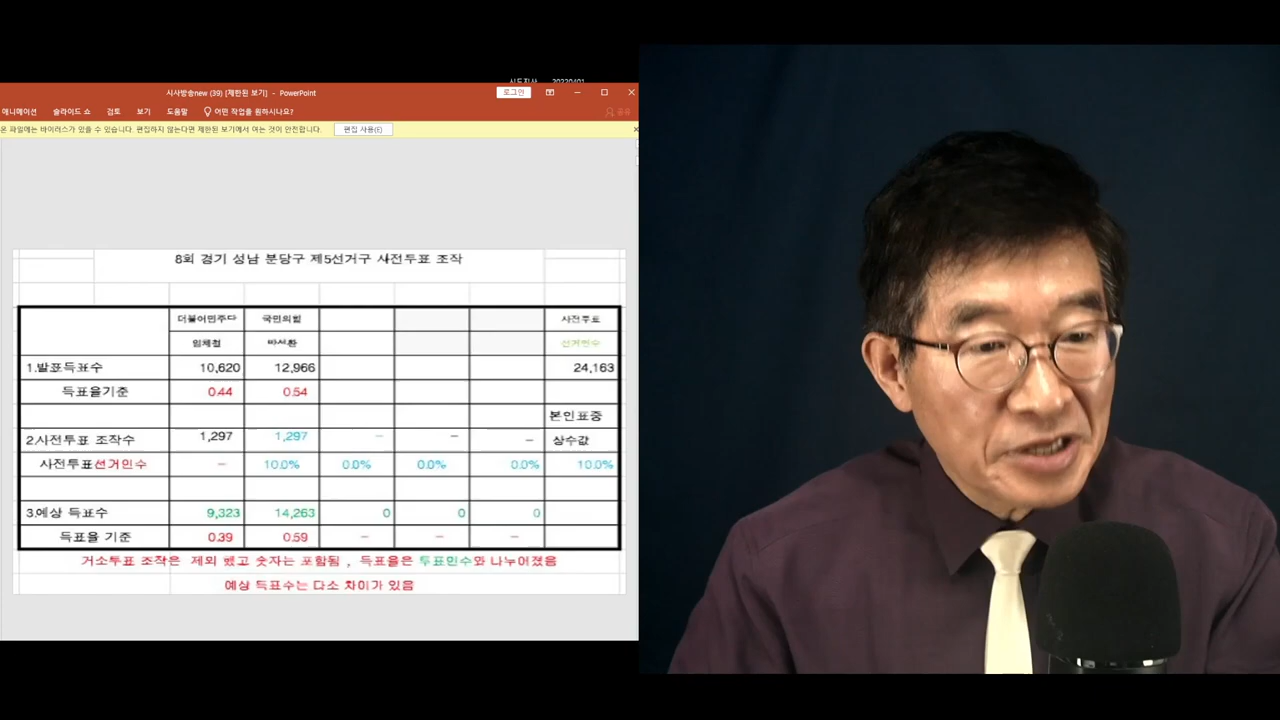 시사방송new (39) [제한된 보기] - PowerPoint
로그인
애니메이션 슬라이드 쇼 검토 보기 도움말 어떤 작업을 원하시나요? 공유
온 파일에는 바이러스가 있을 수 있습니다. 편집하지 않는다면 제한된 보기에서 여는 것이 안전합니다. 편집 사용(E)
8회 경기 성남 분당구 제5선거구 사전투표 조작
더불어민주다 국민의힘 사전투표
임채철 선거인수
1.발표득표수 10,620 12,966 24,163
득표율기준 0.44 0.54
본인표중
2.사전투표 조작수 1,297 1,297 – – – 상수값
사전투표선거인수 – 10.0% 0.0% 0.0% 0.0% 10.0%
3.예상 득표수 9,323 14,263 0 0 0
득표율 기준 0.39 0.59 – – –
거소투표 조작은 제외 했고 숫자는 포함됨 , 득표율은 투표인수와 나누어졌음
예상 득표수는 다소 차이가 있음